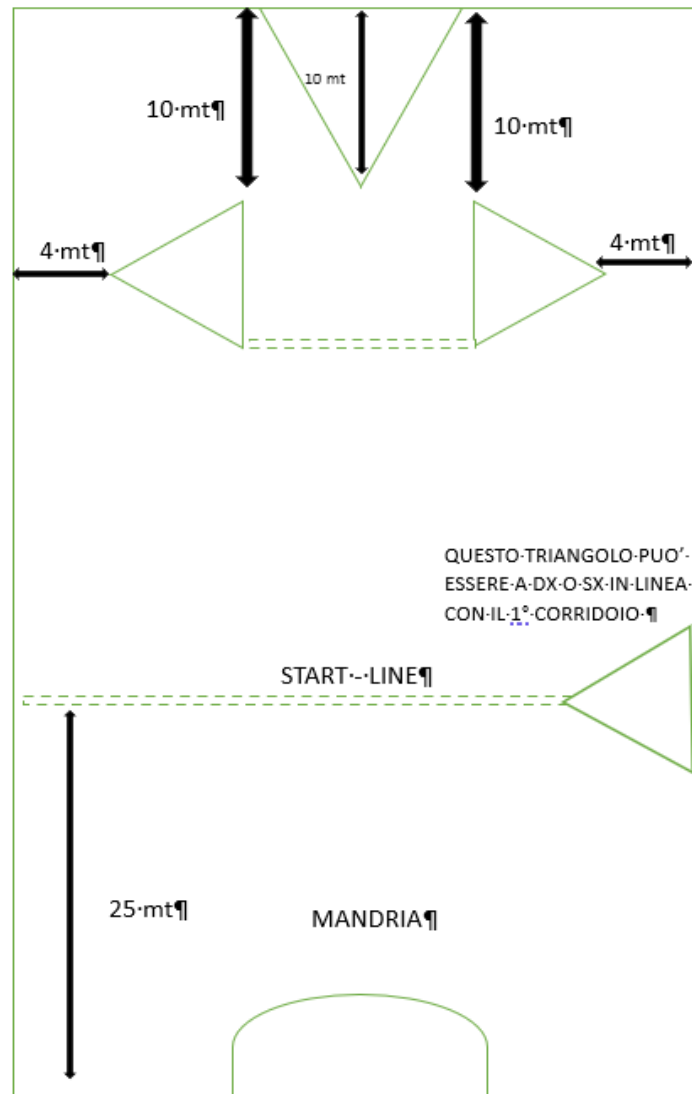 10 mt
10·mt¶
10·mt¶
4·mt¶
4·mt¶
QUESTO·TRIANGOLO·PUO’·
ESSERE·A·DX·O·SX·IN·LINEA·
CON·IL·1°·CORRIDOIO·¶
START·-·LINE¶
25·mt¶
MANDRIA¶